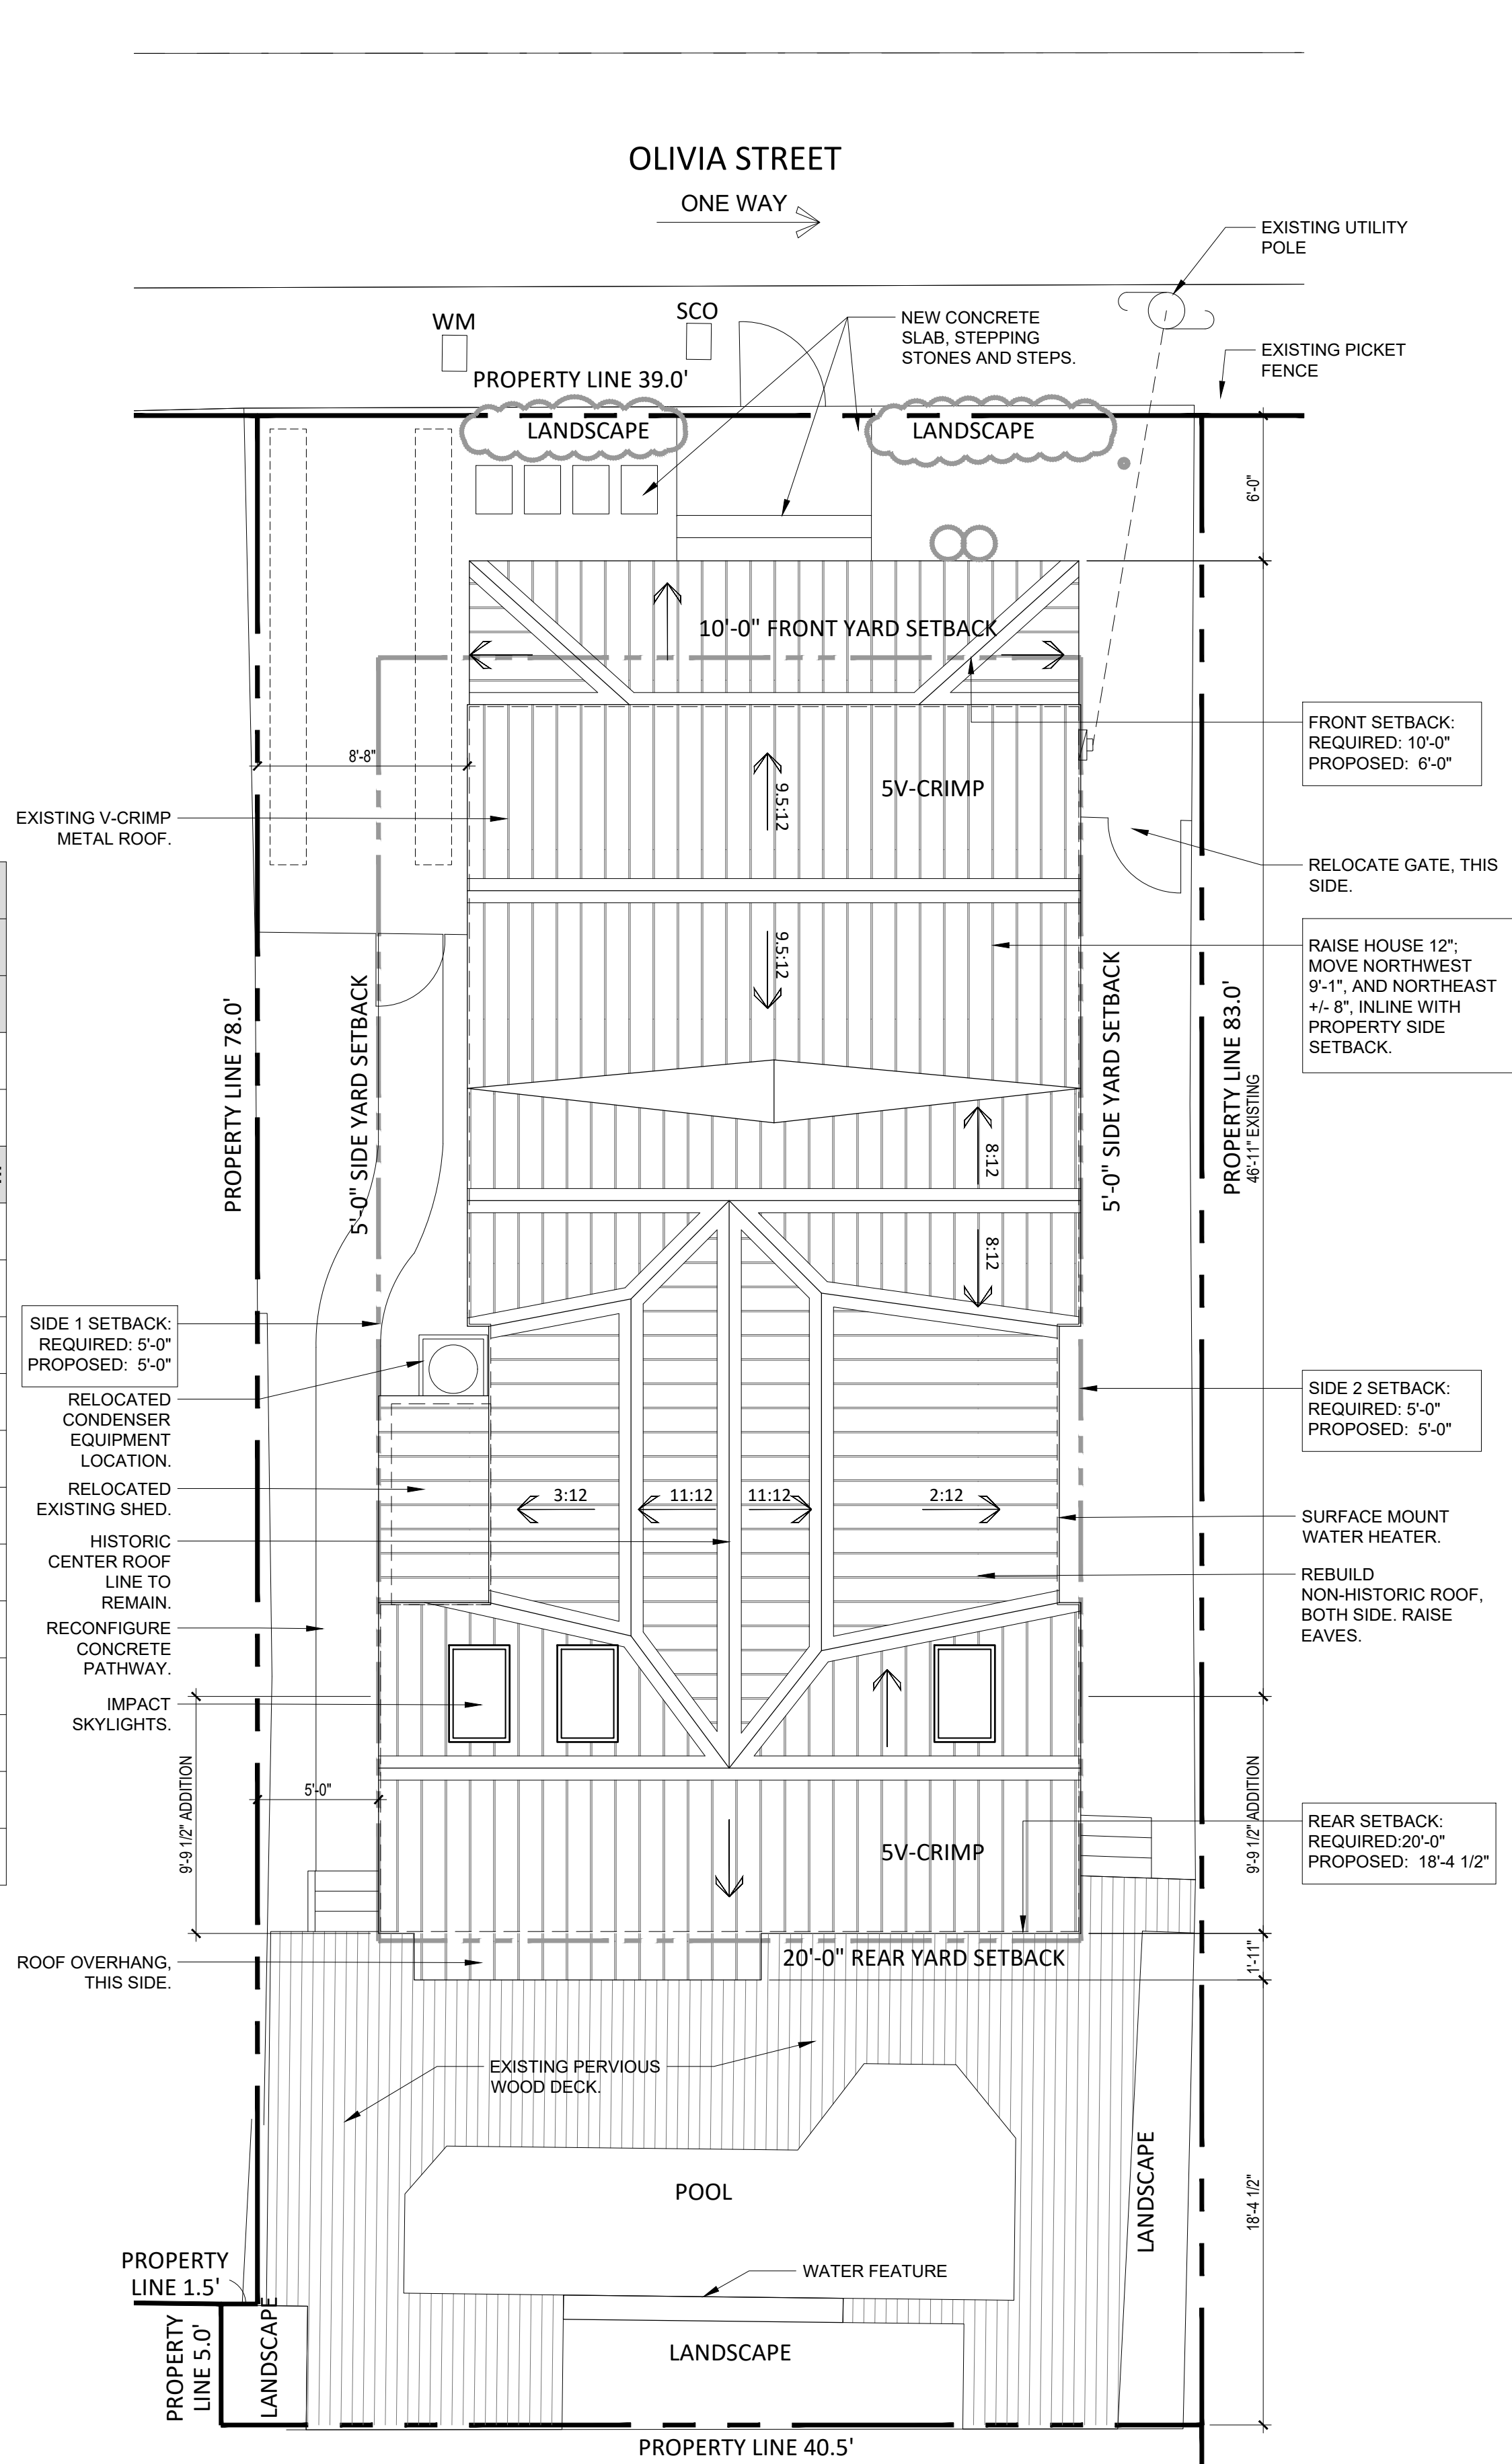 OLIVIA STREET
ONE WAY
EXISTING UTILITY
POLE
WM
SCO
NEW CONCRETE
SLAB, STEPPING
STONES AND STEPS.
EXISTING PICKET
FENCE
PROPERTY LINE 39.0'
LANDSCAPE
LANDSCAPE
6'-0"
10'-0" FRONT YARD SETBACK
FRONT SETBACK:
REQUIRED: 10'-0"
PROPOSED: 6'-0"
8'-8"
9.5:12
5V-CRIMP
EXISTING V-CRIMP
METAL ROOF.
RELOCATE GATE, THIS
SIDE.
9.5:12
RAISE HOUSE 12";
MOVE NORTHWEST
9'-1", AND NORTHEAST
+/- 8", INLINE WITH
PROPERTY SIDE
SETBACK.
PROPERTY LINE 78.0'
5'-0" SIDE YARD SETBACK
5'-0" SIDE YARD SETBACK
PROPERTY LINE 83.0'
46'-11" EXISTING
8:12
8:12
SIDE 1 SETBACK:
REQUIRED: 5'-0"
PROPOSED: 5'-0"
RELOCATED
CONDENSER
EQUIPMENT
LOCATION.
SIDE 2 SETBACK:
REQUIRED: 5'-0"
PROPOSED: 5'-0"
RELOCATED
EXISTING SHED.
3:12
11:12
11:12
2:12
SURFACE MOUNT
WATER HEATER.
HISTORIC
CENTER ROOF
LINE TO
REMAIN.
REBUILD
NON-HISTORIC ROOF,
BOTH SIDE. RAISE
EAVES.
RECONFIGURE
CONCRETE
PATHWAY.
IMPACT
SKYLIGHTS.
9'-9 1/2" ADDITION
5'-0"
9'-9 1/2" ADDITION
5V-CRIMP
REAR SETBACK:
REQUIRED:20'-0"
PROPOSED: 18'-4 1/2"
ROOF OVERHANG,
THIS SIDE.
20'-0" REAR YARD SETBACK
1'-11"
EXISTING PERVIOUS
WOOD DECK.
POOL
LANDSCAPE
18'-4 1/2"
WATER FEATURE
PROPERTY
LINE 1.5'
PROPERTY
LINE 5.0'
LANDSCAPE
LANDSCAPE
PROPERTY LINE 40.5'